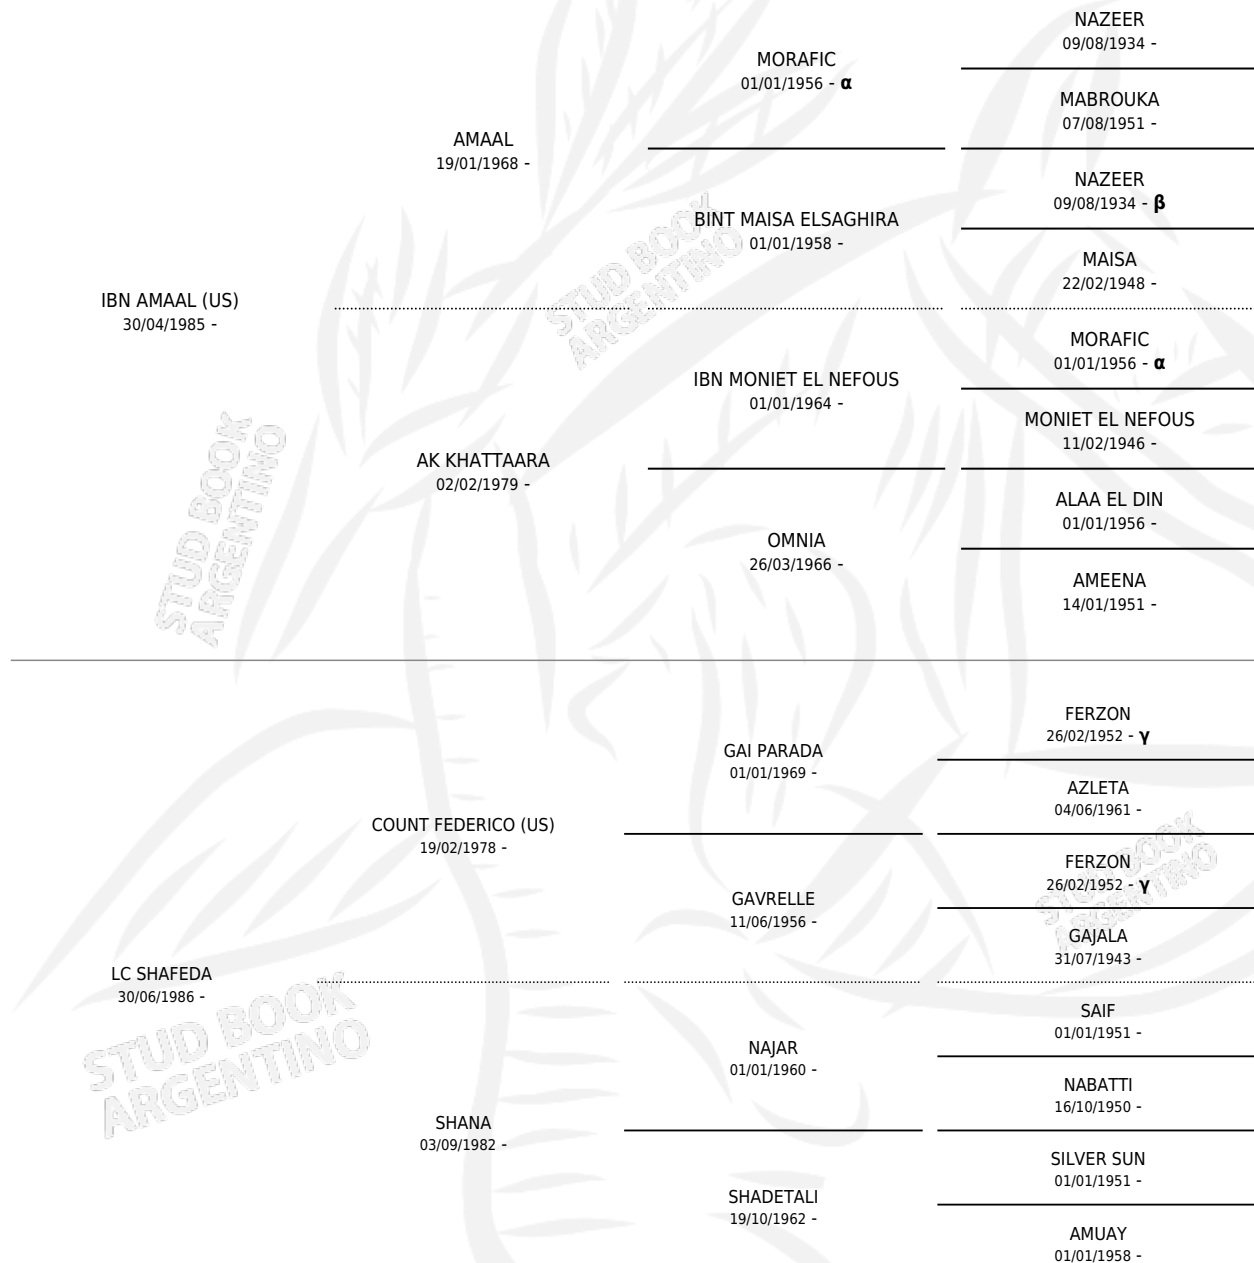 NAZEER
09/08/1934 -
MORAFIC
01/01/1956 - α
MABROUKA
07/08/1951 -
AMAAL
19/01/1968 -
NAZEER
09/08/1934 - β
BINT MAISA ELSAGHIRA
01/01/1958 -
MAISA
22/02/1948 -
IBN AMAAL (US)
30/04/1985 -
MORAFIC
01/01/1956 - α
IBN MONIET EL NEFOUS
01/01/1964 -
MONIET EL NEFOUS
11/02/1946 -
AK KHATTAARA
02/02/1979 -
ALAA EL DIN
01/01/1956 -
OMNIA
26/03/1966 -
AMEENA
14/01/1951 -
FERZON
26/02/1952 - γ
GAI PARADA
01/01/1969 -
AZLETA
04/06/1961 -
COUNT FEDERICO (US)
19/02/1978 -
FERZON
26/02/1952 - γ
GAVRELLE
11/06/1956 -
GAJALA
31/07/1943 -
LC SHAFEDA
30/06/1986 -
SAIF
01/01/1951 -
NAJAR
01/01/1960 -
NABATTI
16/10/1950 -
SHANA
03/09/1982 -
SILVER SUN
01/01/1951 -
SHADETALI
19/10/1962 -
AMUAY
01/01/1958 -
STUD BOOK
ARGENTINO
STUD BOOK
ARGENTINO
STUD BOOK
ARGENTINO
STUD BOOK
ARGENTINO